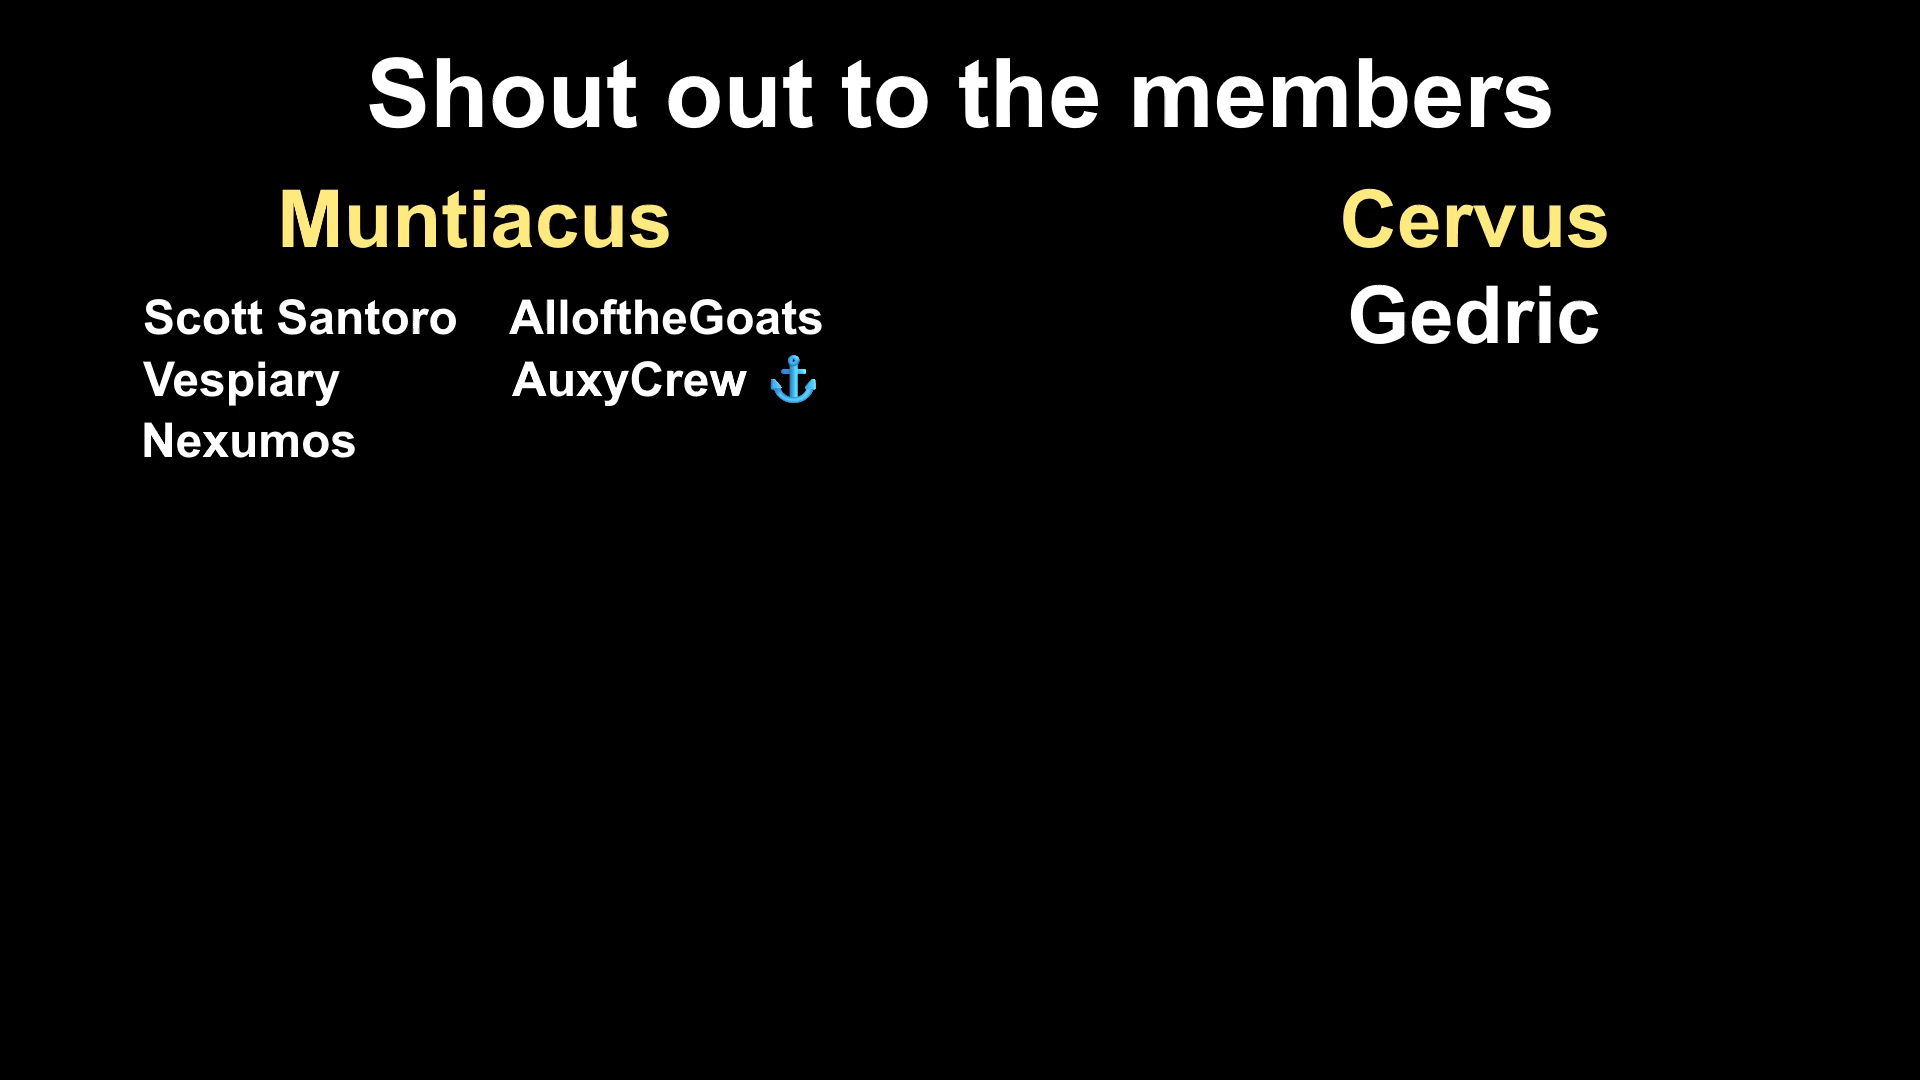 Shout out to the members
Muntiacus
Cervus
Scott Santoro AlloftheGoats
Gedric
Vespiary AuxyCrew ⚓
Nexumos